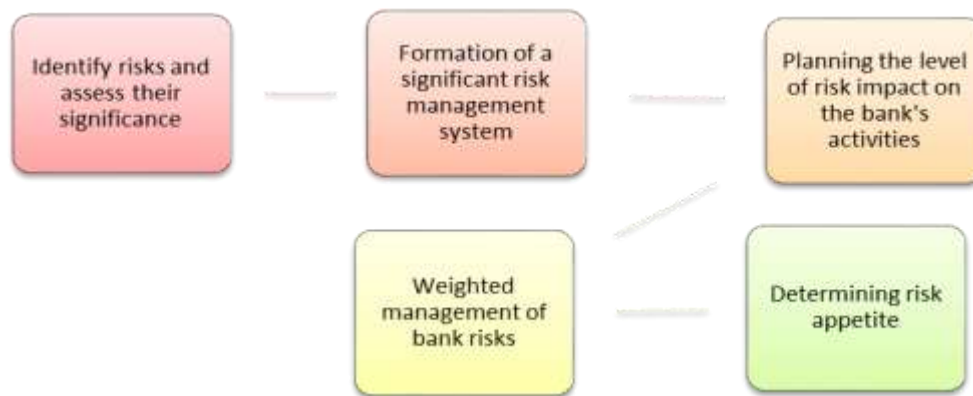 Identify risks and
assess their
significance
Formation of a
significant risk
management
system
Planning the level
of risk impact on
the bank's
activities
Weighted
management of
bank risks
Determining risk
appetite